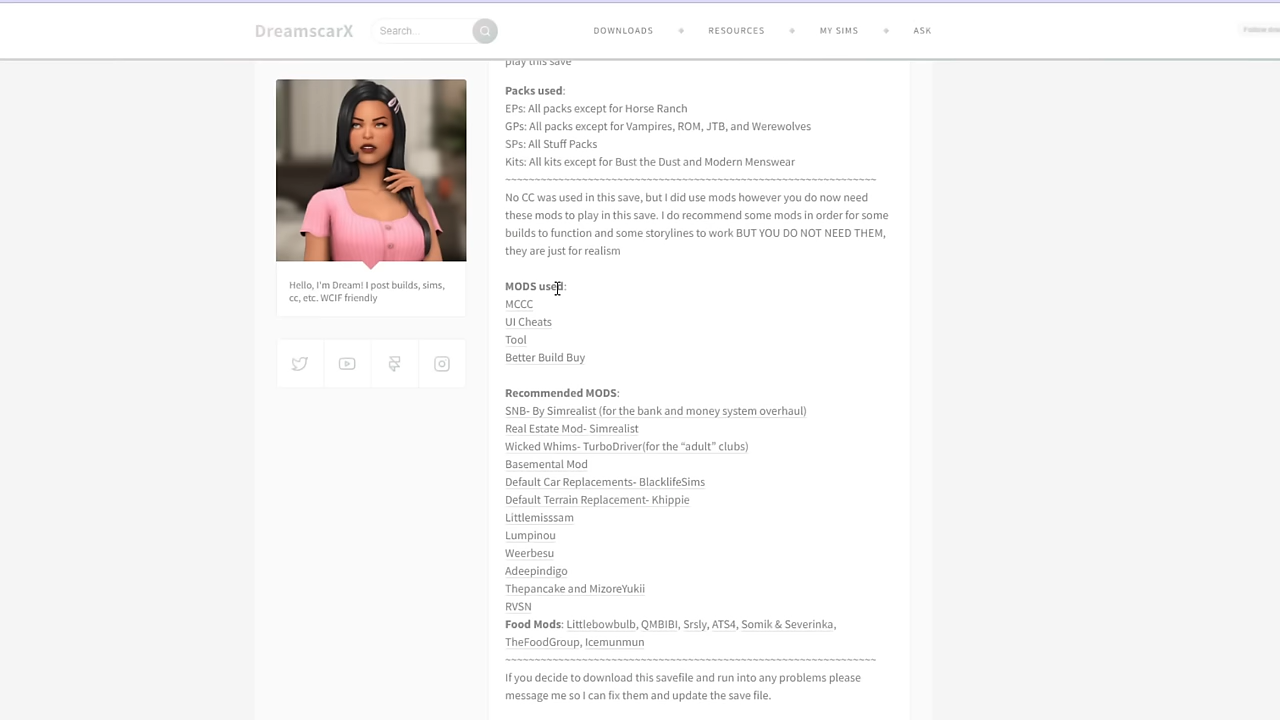 DreamscarX
Search...
DOWNLOADS
RESOURCES
MY SIMS
ASK
play this save
Packs used:
EPs: All packs except for Horse Ranch
GPs: All packs except for Vampires, ROM, JTB, and Werewolves
SPs: All Stuff Packs
Kits: All kits except for Bust the Dust and Modern Menswear
~~~~~~~~~~~~~~~~~~~~~~~~~~~~~~~~~~~~~~~~~~~~~~~~~~~~~~~~~~~~~~
No CC was used in this save, but I did use mods however you do now need
these mods to play in this save. I do recommend some mods in order for some
builds to function and some storylines to work BUT YOU DO NOT NEED THEM,
they are just for realism
MODS used:
MCCC
UI Cheats
Tool
Better Build Buy
Recommended MODS:
SNB- By Simrealist (for the bank and money system overhaul)
Real Estate Mod- Simrealist
Wicked Whims- TurboDriver(for the “adult” clubs)
Basemental Mod
Default Car Replacements- BlacklifeSims
Default Terrain Replacement- Khippie
Littlemisssam
Lumpinou
Weerbesu
Adeepindigo
Thepancake and MizoreYukii
RVSN
Food Mods: Littlebowbulb, QMBIBI, Srsly, ATS4, Somik & Severinka,
TheFoodGroup, Icemunmun
~~~~~~~~~~~~~~~~~~~~~~~~~~~~~~~~~~~~~~~~~~~~~~~~~~~~~~~~~~~~~~
If you decide to download this savefile and run into any problems please
message me so I can fix them and update the save file.
Hello, I'm Dream! I post builds, sims,
cc, etc. WCIF friendly